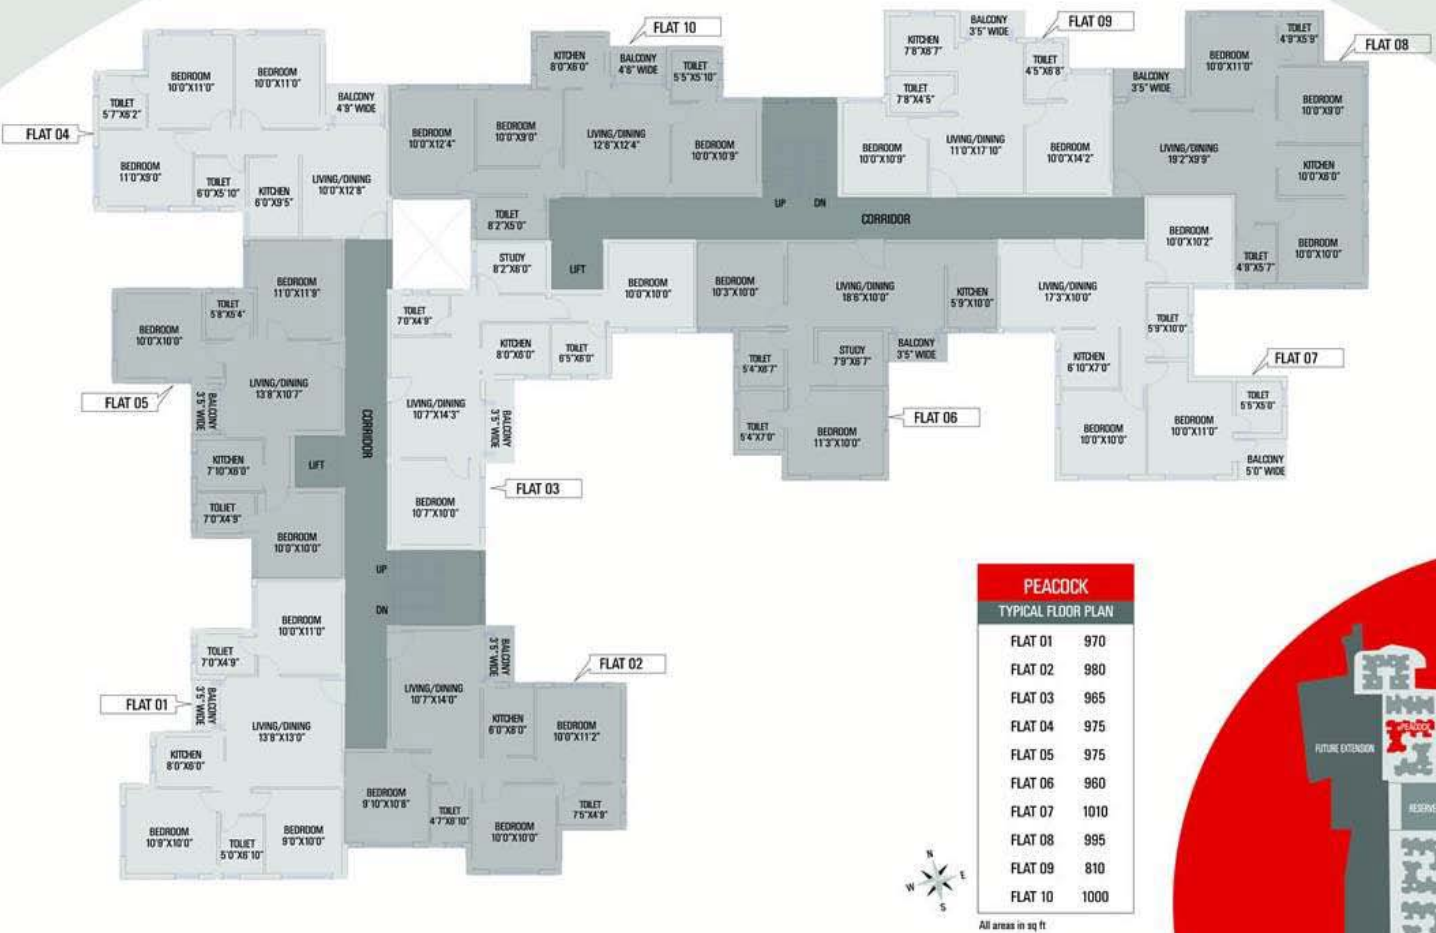 FLAT 10
KITCHEN
8'0"X6'0"
BALCONY
4'6" WIDE
TOILET
5'5"X5'10"
BEDROOM
10'0"X12'4"
BEDROOM
10'0"X9'0"
LIVING/DINING
12'6"X12'4"
BEDROOM
10'0"X10'9"
TOILET
8'2"X5'0"
FLAT 09
BALCONY
3'5" WIDE
KITCHEN
7'8"X6'7"
TOILET
4'5"X6'8"
TOILET
7'8"X4'5"
BEDROOM
10'0"X10'9"
LIVING/DINING
11'0"X17'10"
BEDROOM
10'0"X14'2"
FLAT 08
TOILET
4'9"X5'9"
BEDROOM
10'0"X11'0"
BALCONY
3'5" WIDE
BEDROOM
10'0"X9'0"
LIVING/DINING
19'2"X9'9"
KITCHEN
10'0"X6'0"
BEDROOM
10'0"X10'0"
TOILET
4'9"X5'7"
BEDROOM
10'0"X10'2"
FLAT 04
BEDROOM
10'0"X11'0"
BEDROOM
10'0"X11'0"
TOILET
5'7"X8'2"
BALCONY
4'9" WIDE
BEDROOM
11'0"X9'0"
TOILET
6'0"X5'10"
KITCHEN
6'0"X9'5"
LIVING/DINING
10'0"X12'8"
UP
DN
CORRIDOR
LIFT
FLAT 05
BEDROOM
11'0"X11'9"
TOILET
5'8"X5'4"
BEDROOM
10'0"X10'0"
LIVING/DINING
13'8"X10'7"
BALCONY
3'5" WIDE
KITCHEN
7'10"X6'0"
TOLIET
7'0"X4'9"
BEDROOM
10'0"X10'0"
LIFT
CORRIDOR
UP
DN
STUDY
8'2"X6'0"
BEDROOM
10'0"X10'0"
TOILET
7'0"X4'9"
KITCHEN
8'0"X6'0"
TOILET
6'5"X6'0"
LIVING/DINING
10'7"X14'3"
BALCONY
3'5" WIDE
BEDROOM
10'7"X10'0"
FLAT 03
BEDROOM
10'3"X10'0"
LIVING/DINING
18'6"X10'0"
KITCHEN
5'9"X10'0"
TOILET
5'4"X6'7"
STUDY
7'9"X6'7"
BALCONY
3'5" WIDE
TOILET
5'4"X7'0"
BEDROOM
11'3"X10'0"
FLAT 06
LIVING/DINING
17'3"X10'0"
TOILET
5'9"X10'0"
KITCHEN
6'10"X7'0"
FLAT 07
TOILET
5'5"X5'0"
BEDROOM
10'0"X10'0"
BEDROOM
10'0"X11'0"
BALCONY
5'0" WIDE
BEDROOM
10'0"X11'0"
TOLIET
7'0"X4'9"
BALCONY
3'5" WIDE
FLAT 01
LIVING/DINING
13'8"X13'0"
KITCHEN
8'0"X6'0"
BEDROOM
10'9"X10'0"
TOLIET
5'0"X6'10"
BEDROOM
9'0"X10'0"
BALCONY
3'5" WIDE
FLAT 02
LIVING/DINING
10'7"X14'0"
KITCHEN
6'0"X8'0"
BEDROOM
10'0"X11'2"
BEDROOM
9'10"X10'8"
TOILET
4'7"X8'10"
BEDROOM
10'0"X10'0"
TOILET
7'5"X4'9"
PEACOCK
TYPICAL FLOOR PLAN
FLAT 01 970
FLAT 02 980
FLAT 03 965
FLAT 04 975
FLAT 05 975
FLAT 06 960
FLAT 07 1010
FLAT 08 995
FLAT 09 810
FLAT 10 1000
All areas in sq ft
N
W E
S
PEACOCK
FUTURE EXTENSION
RESERVE